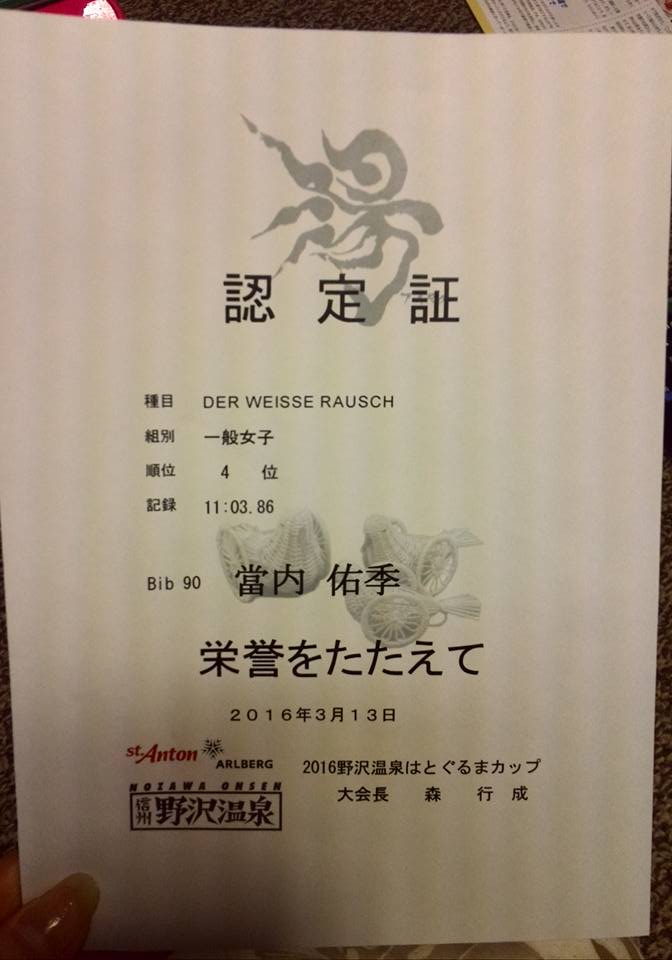 湯
認定証
種目 DER WEISSE RAUSCH
組別 一般女子
順位 4 位
記録 11:03.86
Bib 90 當内 佑季
栄誉をたたえて
2016年3月13日
st.Anton ARLBERG
2016野沢温泉はとぐるまカップ
NOZAWA ONSEN
大会長 森 行 成
信州 野沢温泉